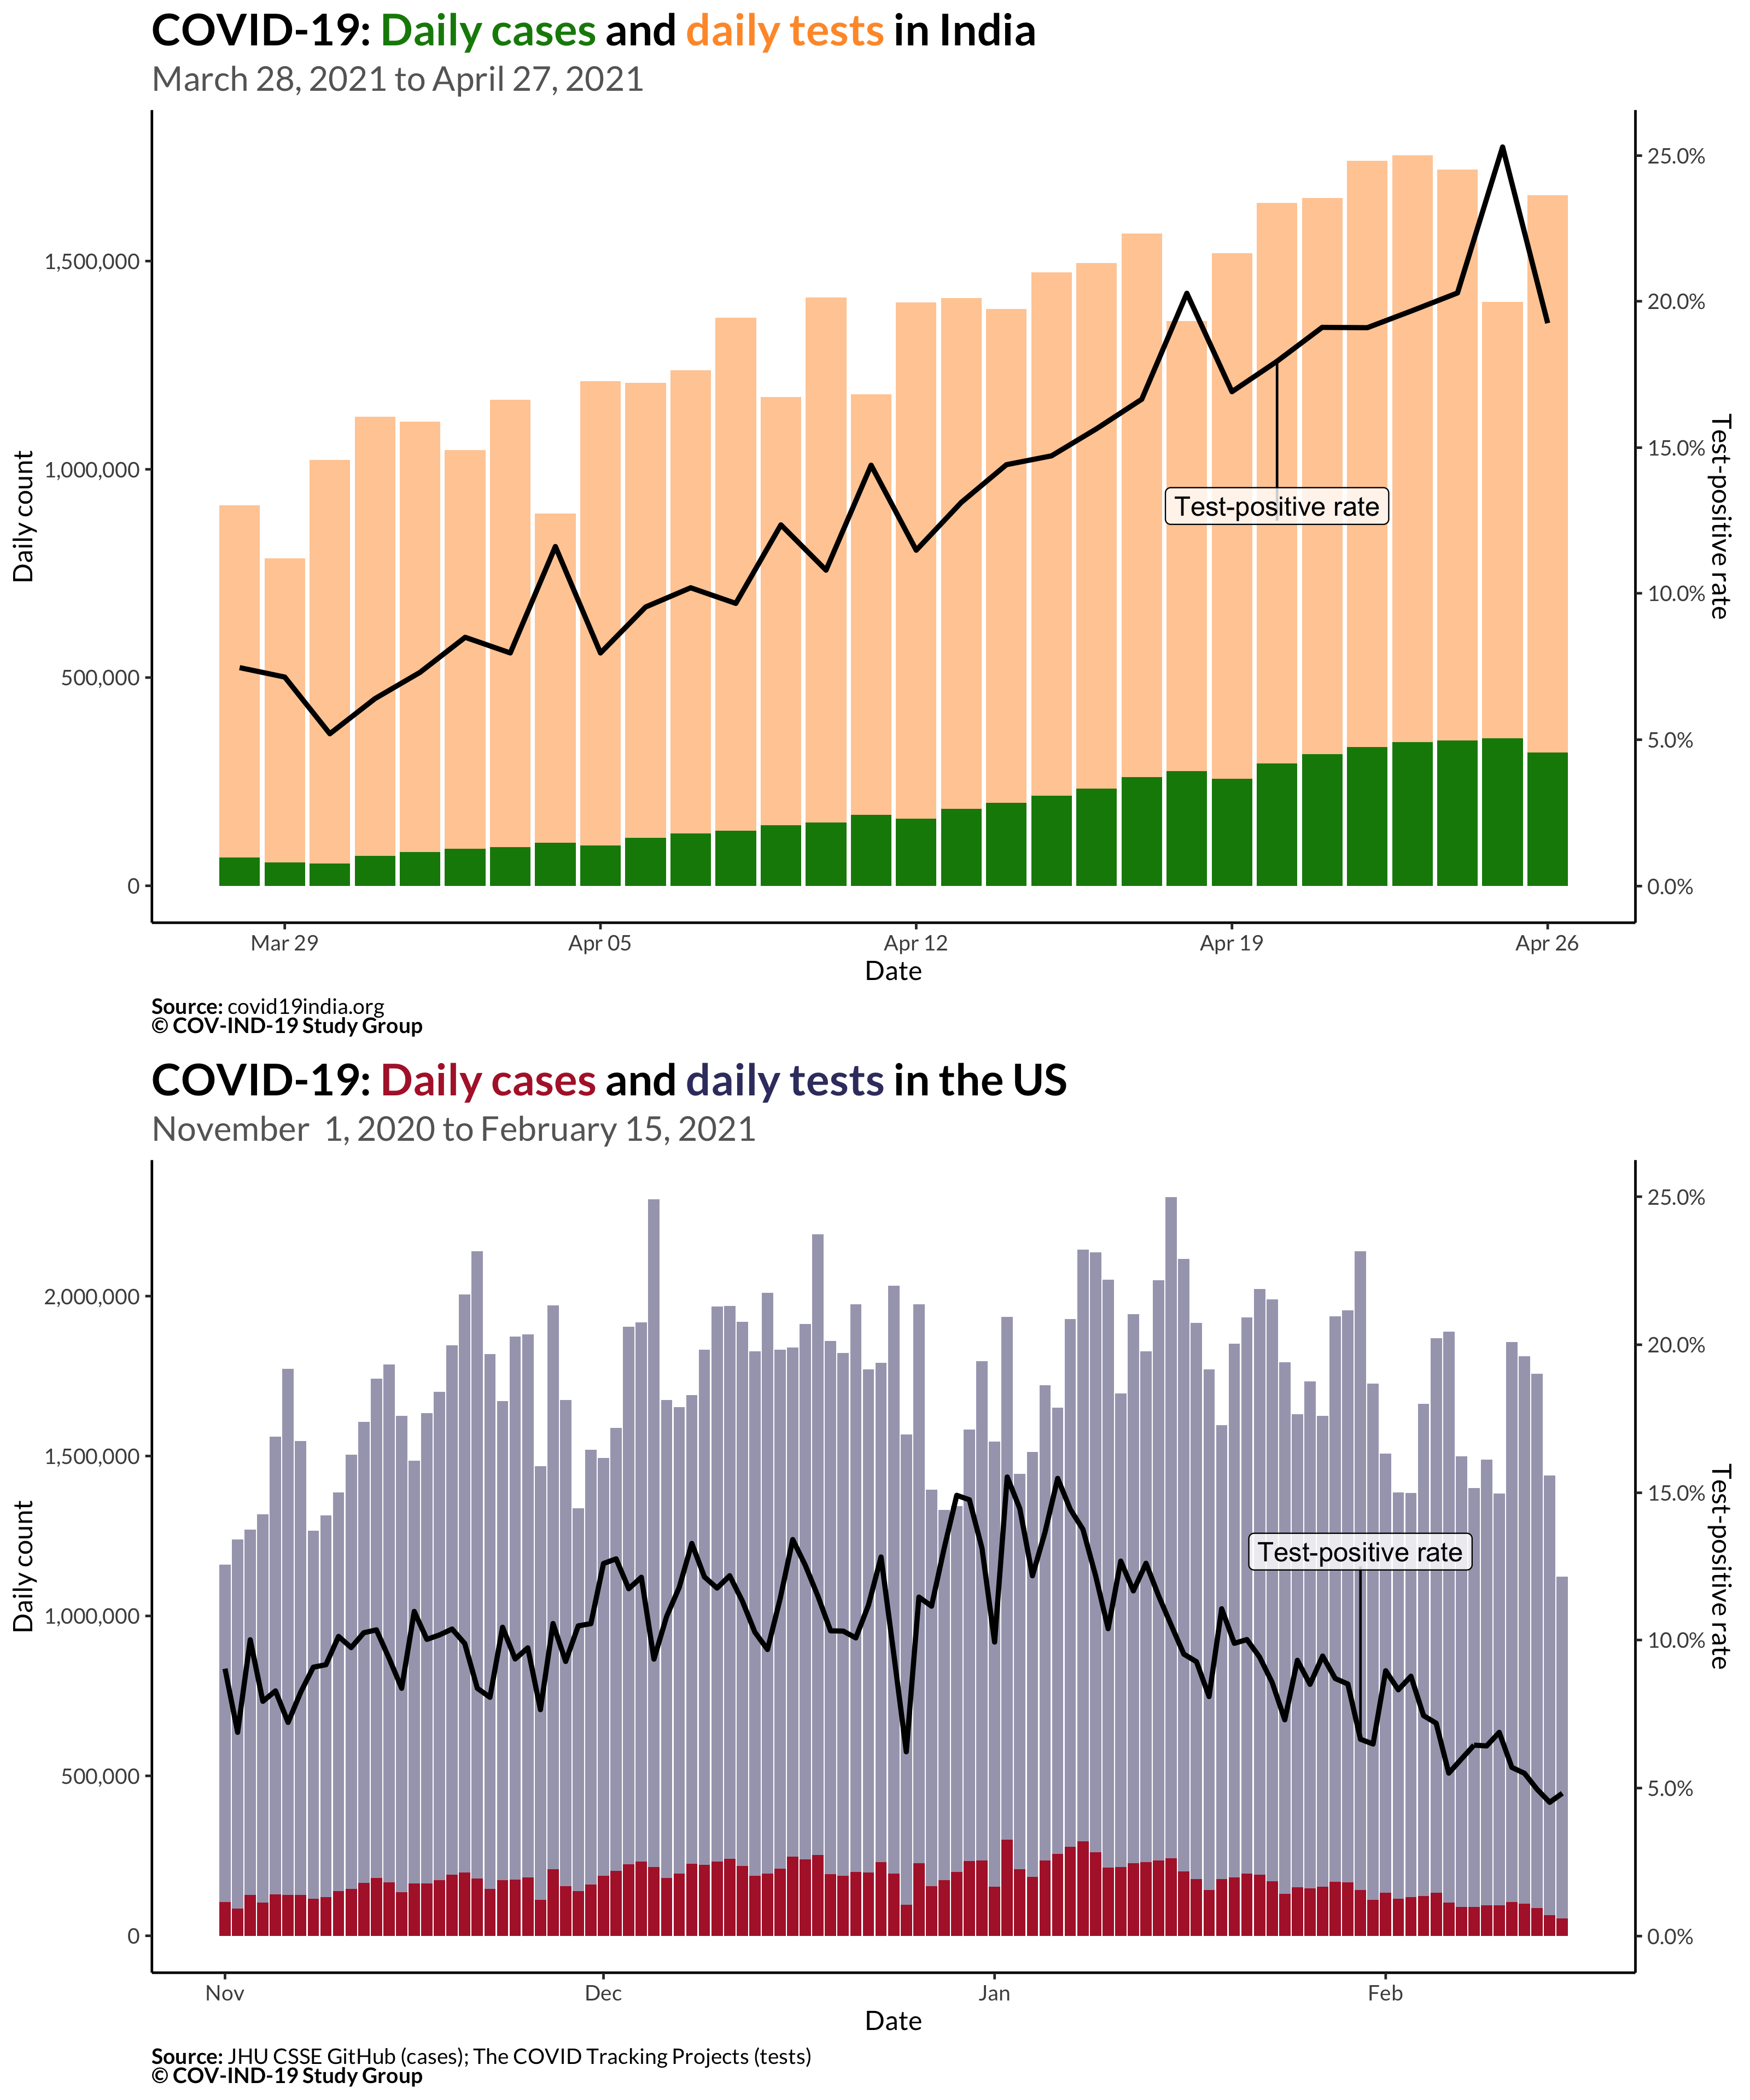 COVID-19: Daily cases and daily tests in India
March 28, 2021 to April 27, 2021
Daily count
1,500,000
1,000,000
500,000
0
25.0%
20.0%
15.0%
10.0%
5.0%
0.0%
Test-positive rate
Test-positive rate
Mar 29
Apr 05
Apr 12
Apr 19
Apr 26
Date
Source: covid19india.org
© COV-IND-19 Study Group
COVID-19: Daily cases and daily tests in the US
November  1, 2020 to February 15, 2021
Daily count
2,000,000
1,500,000
1,000,000
500,000
0
25.0%
20.0%
15.0%
10.0%
5.0%
0.0%
Test-positive rate
Test-positive rate
Nov
Dec
Jan
Feb
Date
Source: JHU CSSE GitHub (cases); The COVID Tracking Projects (tests)
© COV-IND-19 Study Group